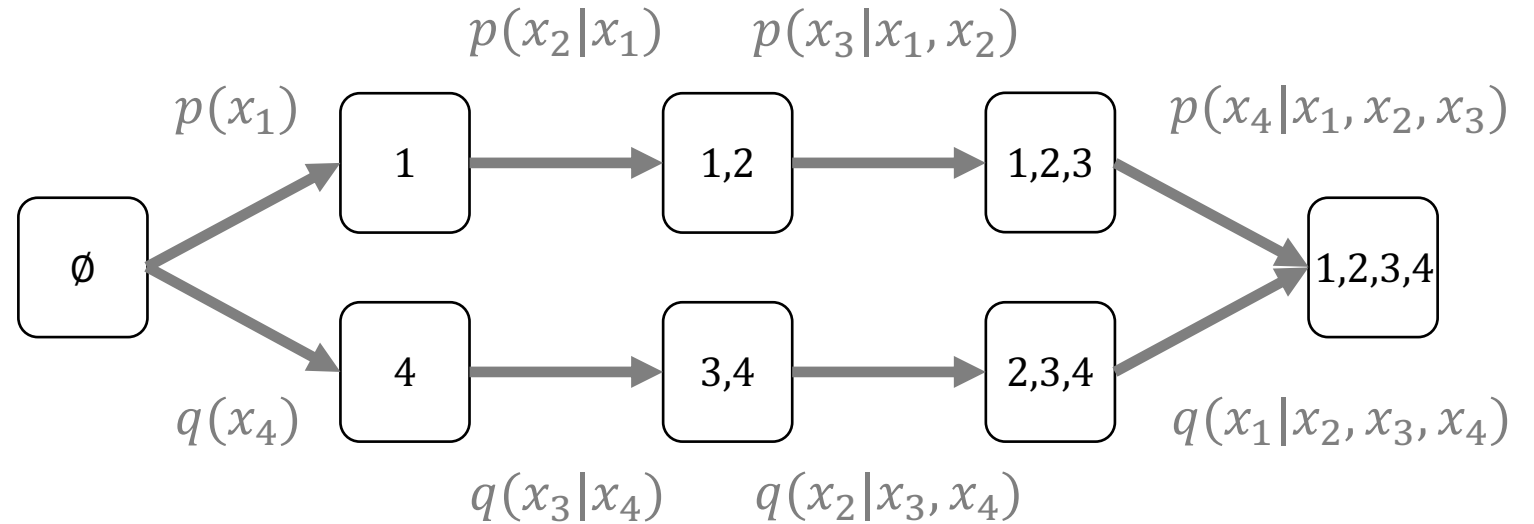 p(x₂|x₁) p(x₃|x₁, x₂)
p(x₁) p(x₄|x₁, x₂, x₃)
1 1,2 1,2,3
∅ 1,2,3,4
4 3,4 2,3,4
q(x₄) q(x₁|x₂, x₃, x₄)
q(x₃|x₄) q(x₂|x₃, x₄)